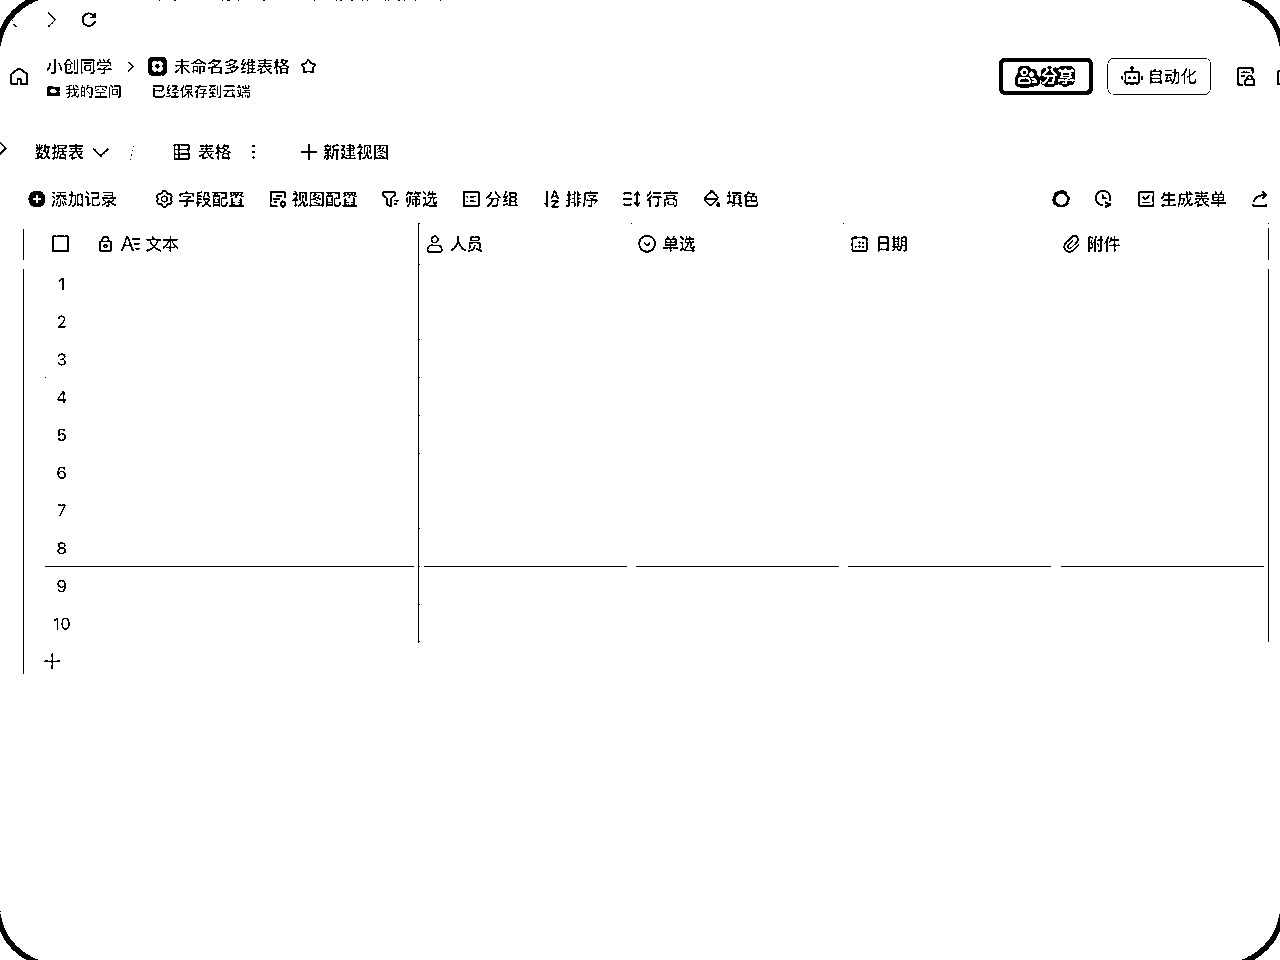 小创同学 未命名多维表格
我的空间 已经保存到云端
分享 自动化
数据表 表格 新建视图
添加记录 字段配置 视图配置 筛选 分组 排序 行高 填色 生成表单
文本 人员 单选 日期 附件
1
2
3
4
5
6
7
8
9
10